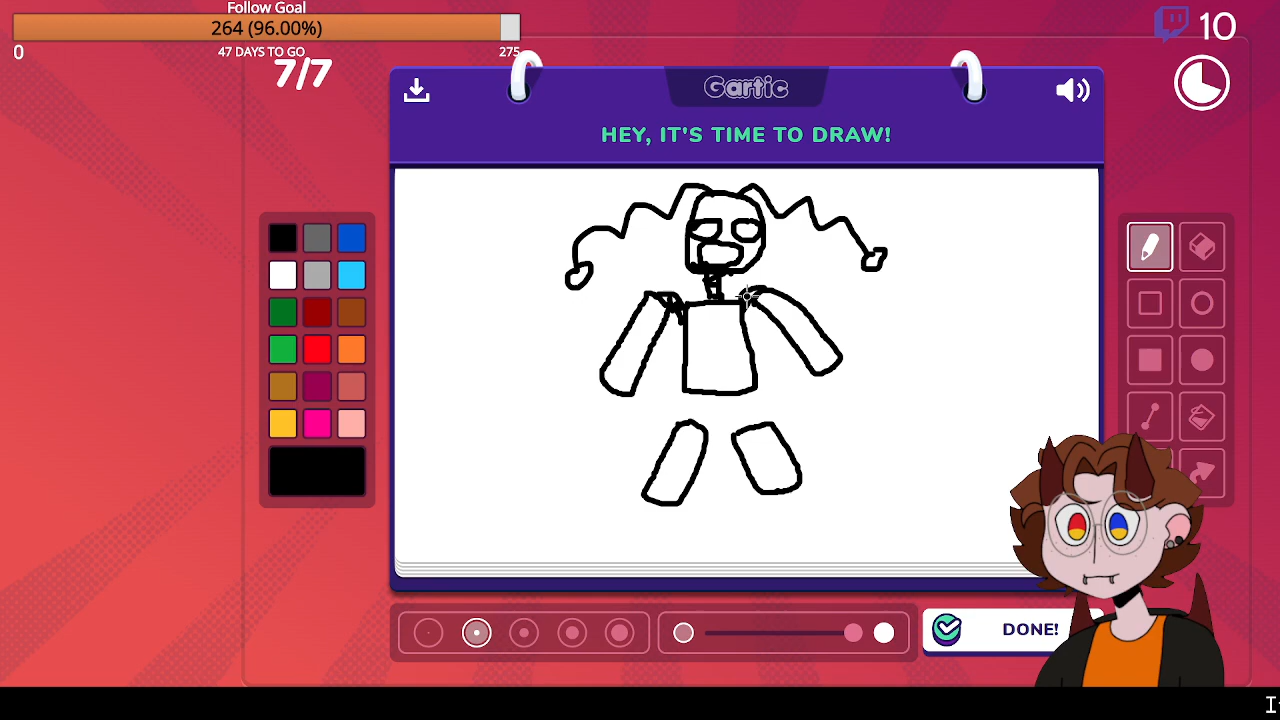 Follow Goal
264 (96.00%)
0
47 DAYS TO GO
275
7/7
10
Gartic
HEY, IT'S TIME TO DRAW!
DONE!